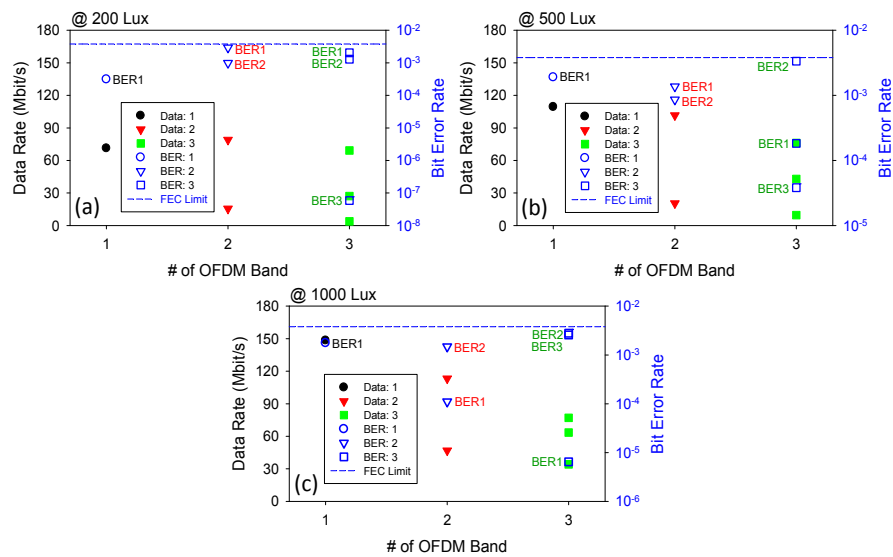 @ 200 Lux
Data Rate (Mbit/s)
180
150
120
90
60
30
0
BER1
BER1
BER2
BER1
BER2
BER3
Data: 1
Data: 2
Data: 3
BER: 1
BER: 2
BER: 3
FEC Limit
(a)
10-2
10-3
10-4
10-5
10-6
10-7
10-8
Bit Error Rate
1 2 3
# of OFDM Band
@ 500 Lux
Data Rate (Mbit/s)
180
150
120
90
60
30
0
BER1
BER1
BER2
BER2
BER1
BER3
Data: 1
Data: 2
Data: 3
BER: 1
BER: 2
BER: 3
FEC Limit
(b)
10-2
10-3
10-4
10-5
Bit Error Rate
1 2 3
# of OFDM Band
@ 1000 Lux
Data Rate (Mbit/s)
180
150
120
90
60
30
0
BER1
BER2
BER1
BER2
BER3
BER1
Data: 1
Data: 2
Data: 3
BER: 1
BER: 2
BER: 3
FEC Limit
(c)
10-2
10-3
10-4
10-5
10-6
Bit Error Rate
1 2 3
# of OFDM Band